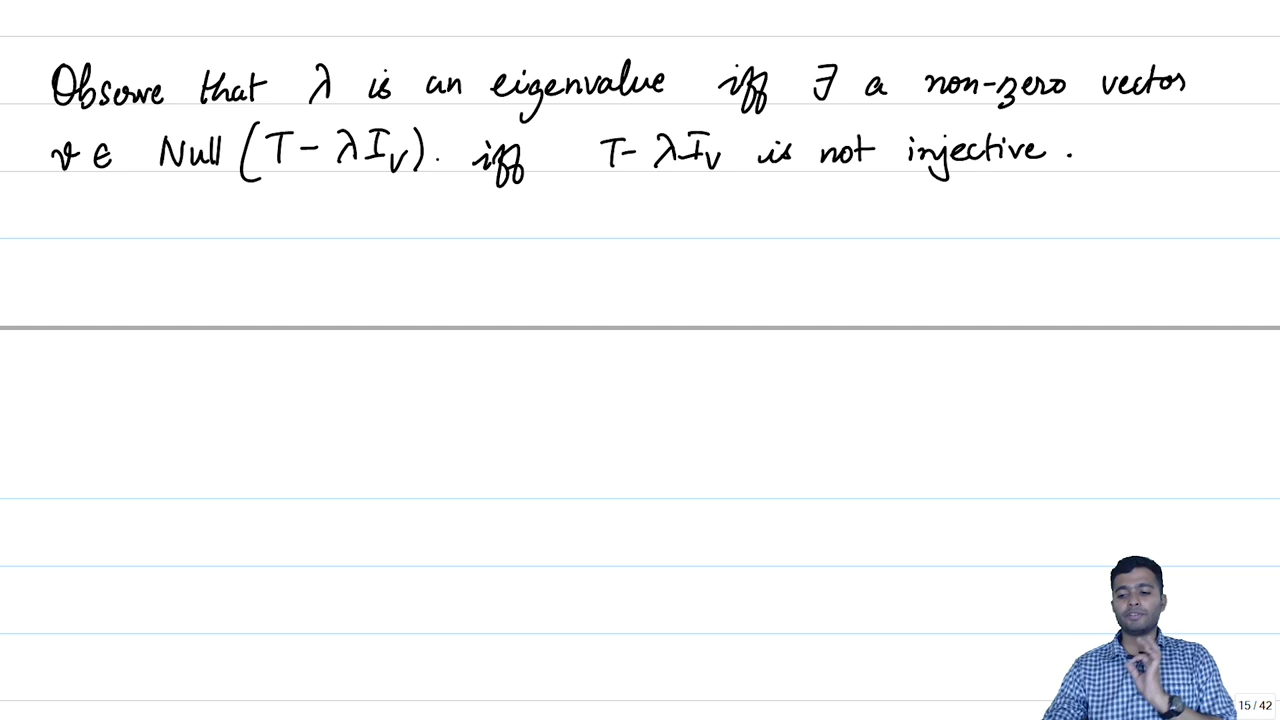 Observe that λ is an eigenvalue iff ∃ a non-zero vector
v ∈ Null (T - λI_V). iff T - λI_V is not injective.
15 / 42